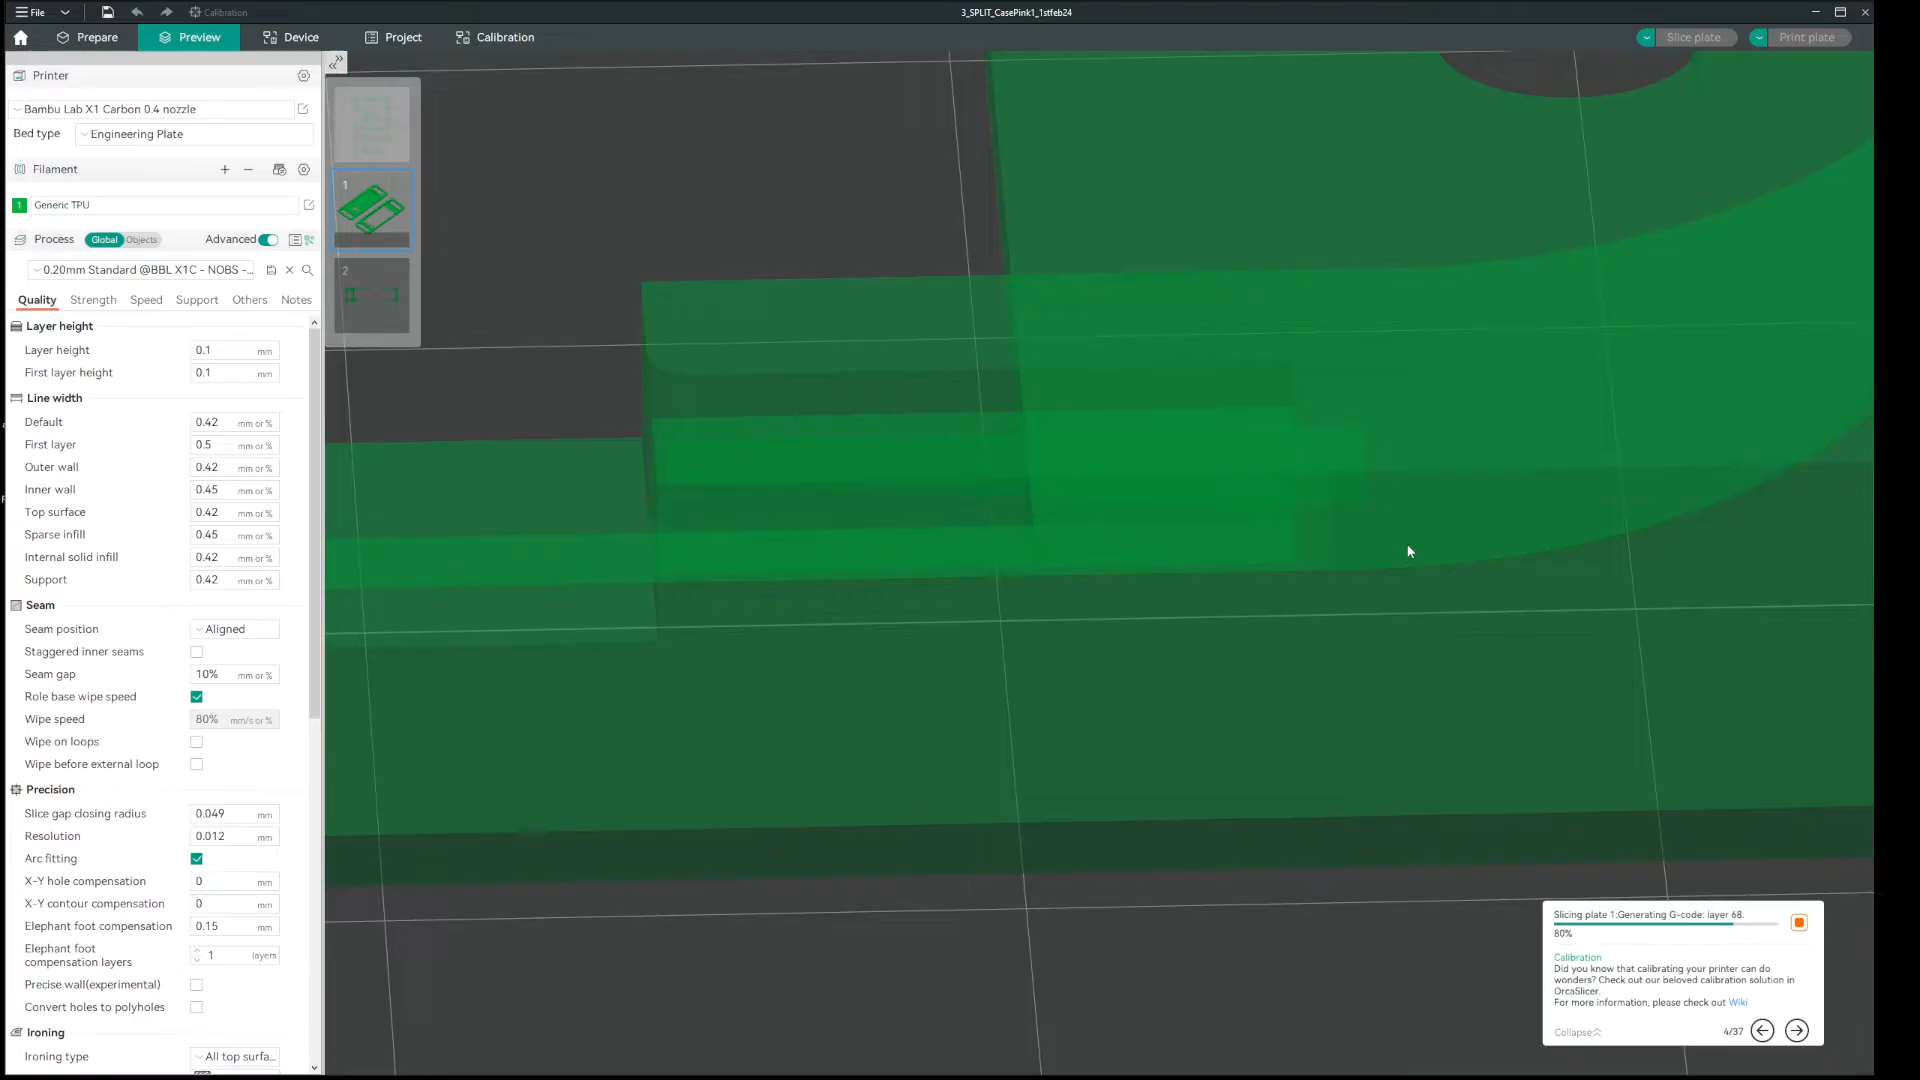 File
Calibration
3_SPLIT_CasePink1_1stfeb24
Prepare
Preview
Device
Project
Calibration
Slice plate
Print plate
Printer
Bambu Lab X1 Carbon 0.4 nozzle
Bed type
Engineering Plate
Filament
1 Generic TPU
Process
Global
Objects
Advanced
0.20mm Standard @BBL X1C - NOBS -...
Quality
Strength
Speed
Support
Others
Notes
Layer height
Layer height 0.1 mm
First layer height 0.1 mm
Line width
Default 0.42 mm or %
First layer 0.5 mm or %
Outer wall 0.42 mm or %
Inner wall 0.45 mm or %
Top surface 0.42 mm or %
Sparse infill 0.45 mm or %
Internal solid infill 0.42 mm or %
Support 0.42 mm or %
Seam
Seam position Aligned
Staggered inner seams
Seam gap 10% mm or %
Role base wipe speed
Wipe speed 80% mm/s or %
Wipe on loops
Wipe before external loop
Precision
Slice gap closing radius 0.049 mm
Resolution 0.012 mm
Arc fitting
X-Y hole compensation 0 mm
X-Y contour compensation 0 mm
Elephant foot compensation 0.15 mm
Elephant foot
compensation layers 1 layers
Precise wall(experimental)
Convert holes to polyholes
Ironing
Ironing type All top surfa...
1
2
Slicing plate 1:Generating G-code: layer 68.
80%
Calibration
Did you know that calibrating your printer can do
wonders? Check out our beloved calibration solution in
OrcaSlicer.
For more information, please check out Wiki
Collapse
4/37